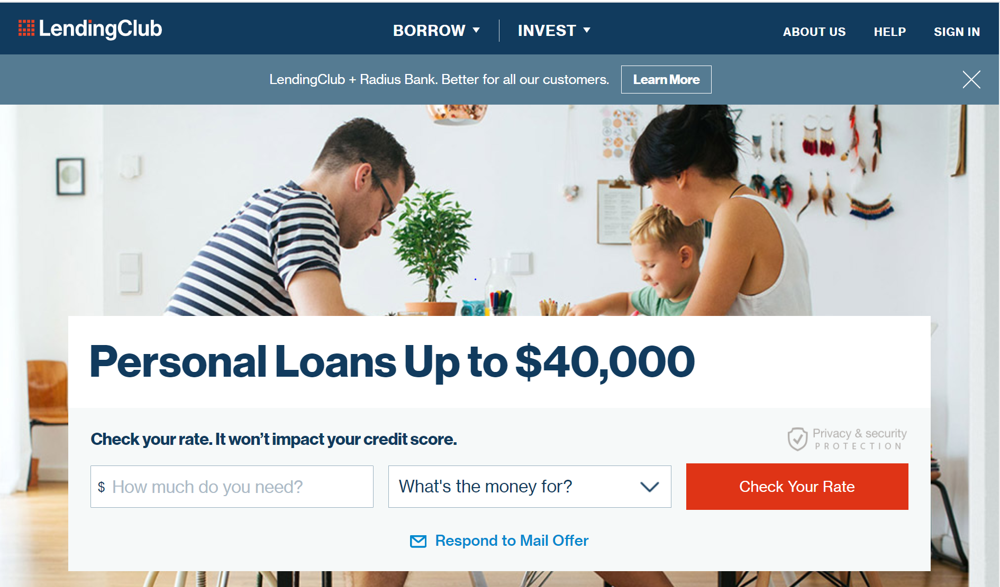 LendingClub
BORROW
INVEST
ABOUT US
HELP
SIGN IN
LendingClub + Radius Bank. Better for all our customers.
Learn More
Personal Loans Up to $40,000
Check your rate. It won't impact your credit score.
Privacy & security
PROTECTION
$ How much do you need?
What's the money for?
Check Your Rate
Respond to Mail Offer